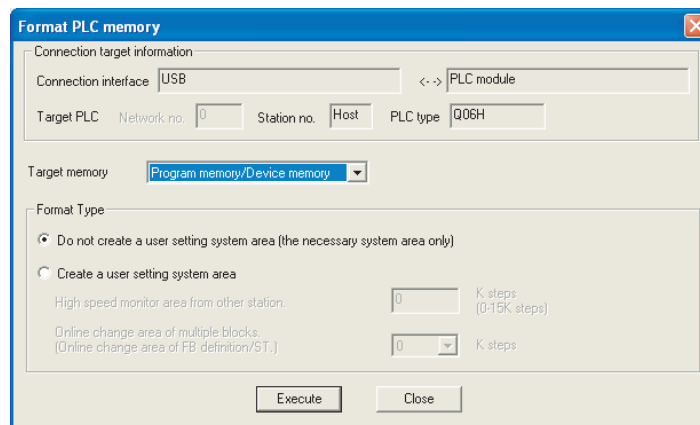 Format PLC memory
Connection target information
Connection interface USB <--> PLC module
Target PLC Network no. 0 Station no. Host PLC type Q06H
Target memory Program memory/Device memory
Format Type
Do not create a user setting system area (the necessary system area only)
Create a user setting system area
High speed monitor area from other station. 0 K steps
(0-15K steps)
Online change area of multiple blocks.
(Online change area of FB definition/ST.) 0 K steps
Execute Close